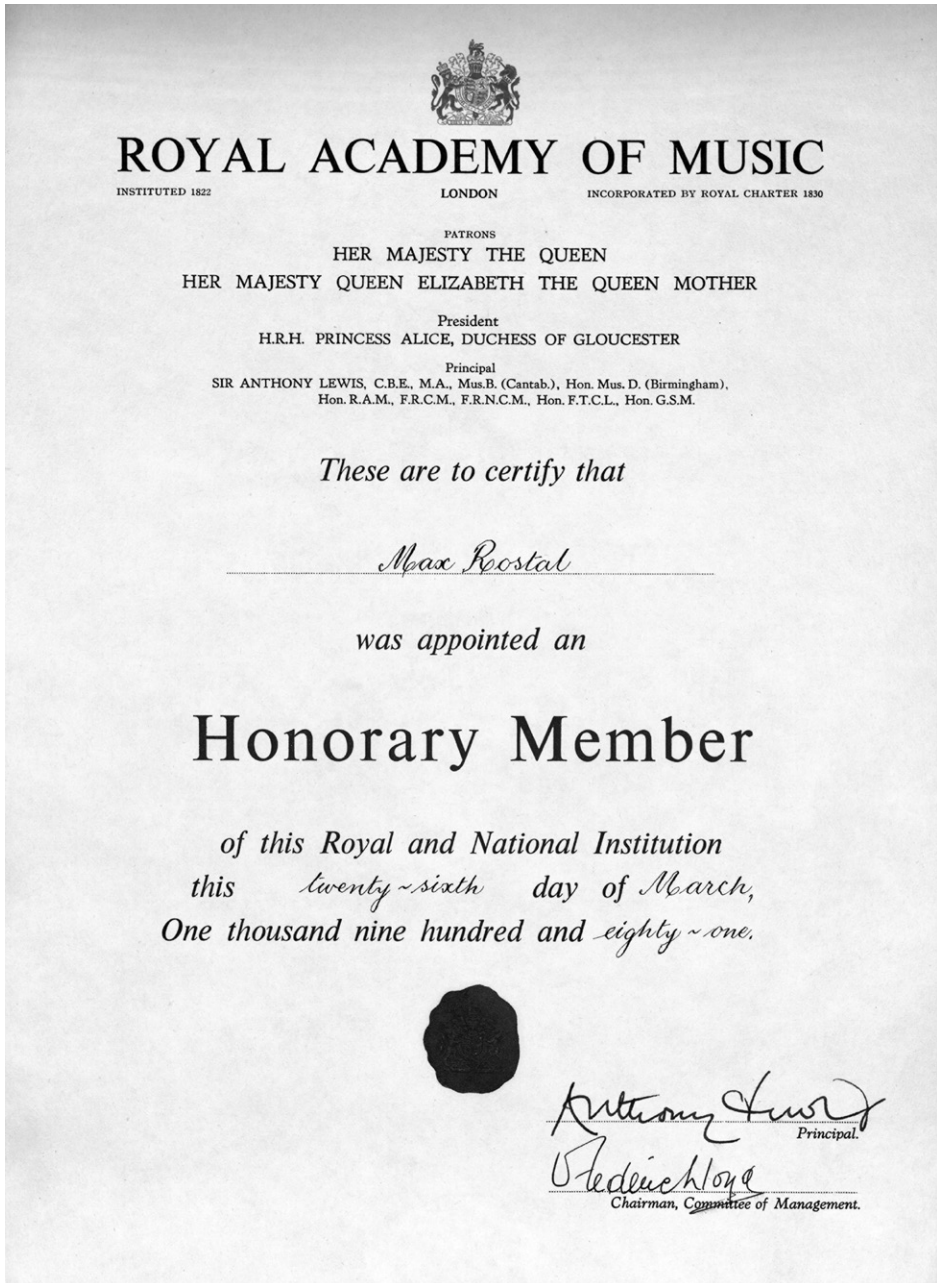 ROYAL ACADEMY OF MUSIC
INSTITUTED 1822 LONDON INCORPORATED BY ROYAL CHARTER 1830
PATRONS
HER MAJESTY THE QUEEN
HER MAJESTY QUEEN ELIZABETH THE QUEEN MOTHER
President
H.R.H. PRINCESS ALICE, DUCHESS OF GLOUCESTER
Principal
SIR ANTHONY LEWIS, C.B.E., M.A., Mus.B. (Cantab.), Hon. Mus. D. (Birmingham),
Hon. R.A.M., F.R.C.M., F.R.N.C.M., Hon. F.T.C.L., Hon. G.S.M.
These are to certify that
Max Rostal
was appointed an
Honorary Member
of this Royal and National Institution
this twenty~sixth day of March,
One thousand nine hundred and eighty~one.
Anthony Lewis
Principal.
Chairman, Committee of Management.